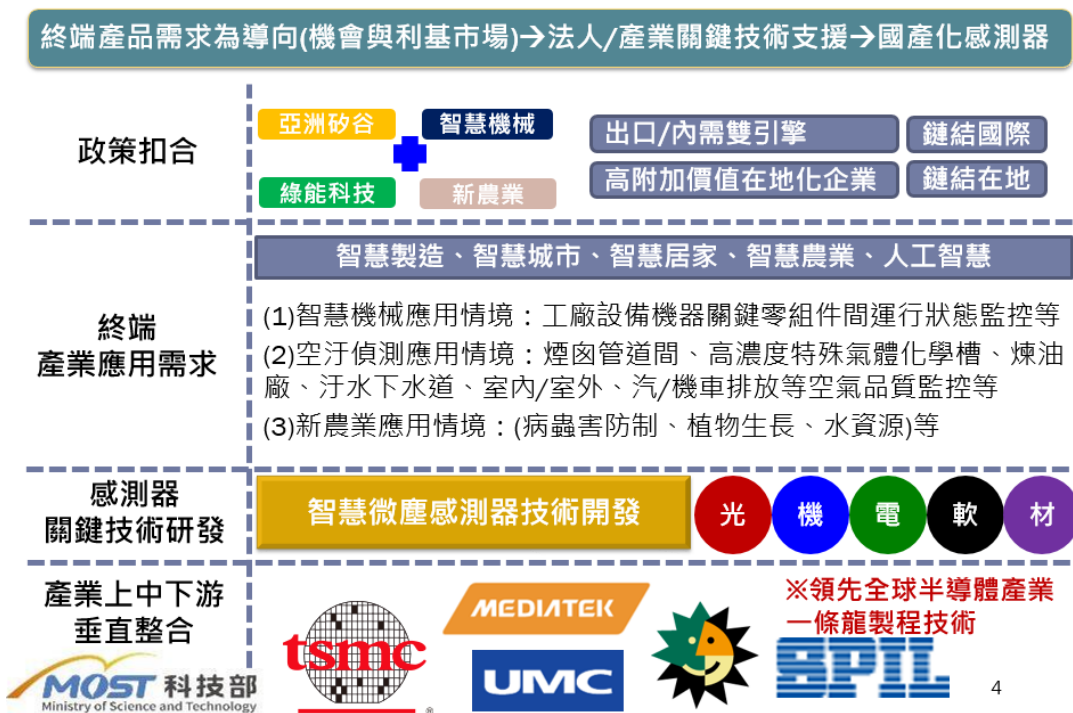 終端產品需求為導向(機會與利基市場)→法人/產業關鍵技術支援→國產化感測器
政策扣合
亞洲矽谷
智慧機械
綠能科技
新農業
出口/內需雙引擎
鏈結國際
高附加價值在地化企業
鏈結在地
終端
產業應用需求
智慧製造、智慧城市、智慧居家、智慧農業、人工智慧
(1)智慧機械應用情境：工廠設備機器關鍵零組件間運行狀態監控等
(2)空汙偵測應用情境：煙囪管道間、高濃度特殊氣體化學槽、煉油
廠、汙水下水道、室內/室外、汽/機車排放等空氣品質監控等
(3)新農業應用情境：(病蟲害防制、植物生長、水資源)等
感測器
關鍵技術研發
智慧微塵感測器技術開發
光
機
電
軟
材
產業上中下游
垂直整合
tsmc
®
MEDIATEK
UMC
※領先全球半導體產業
一條龍製程技術
SPIL
MOST 科技部
Ministry of Science and Technology
4